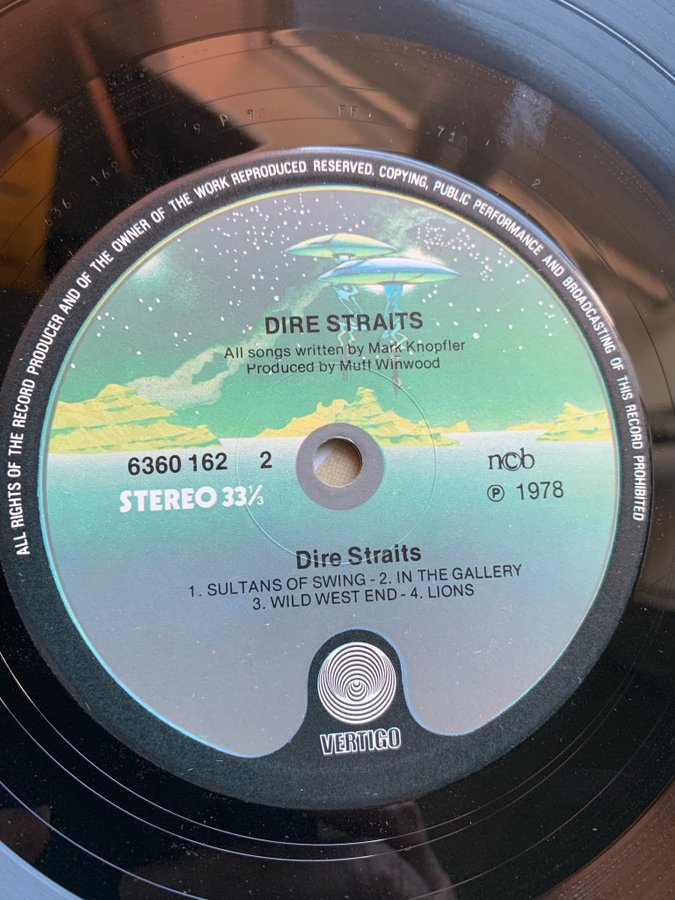 ALL RIGHTS OF THE RECORD PRODUCER AND OF THE OWNER OF THE WORK REPRODUCED RESERVED. COPYING, PUBLIC PERFORMANCE AND BROADCASTING OF THIS RECORD PROHIBITED
DIRE STRAITS
All songs written by Mark Knopfler
Produced by Muff Winwood
6360 162 2
ncb
STEREO 33⅓
Ⓟ 1978
Dire Straits
1. SULTANS OF SWING - 2. IN THE GALLERY
3. WILD WEST END - 4. LIONS
VERTIGO